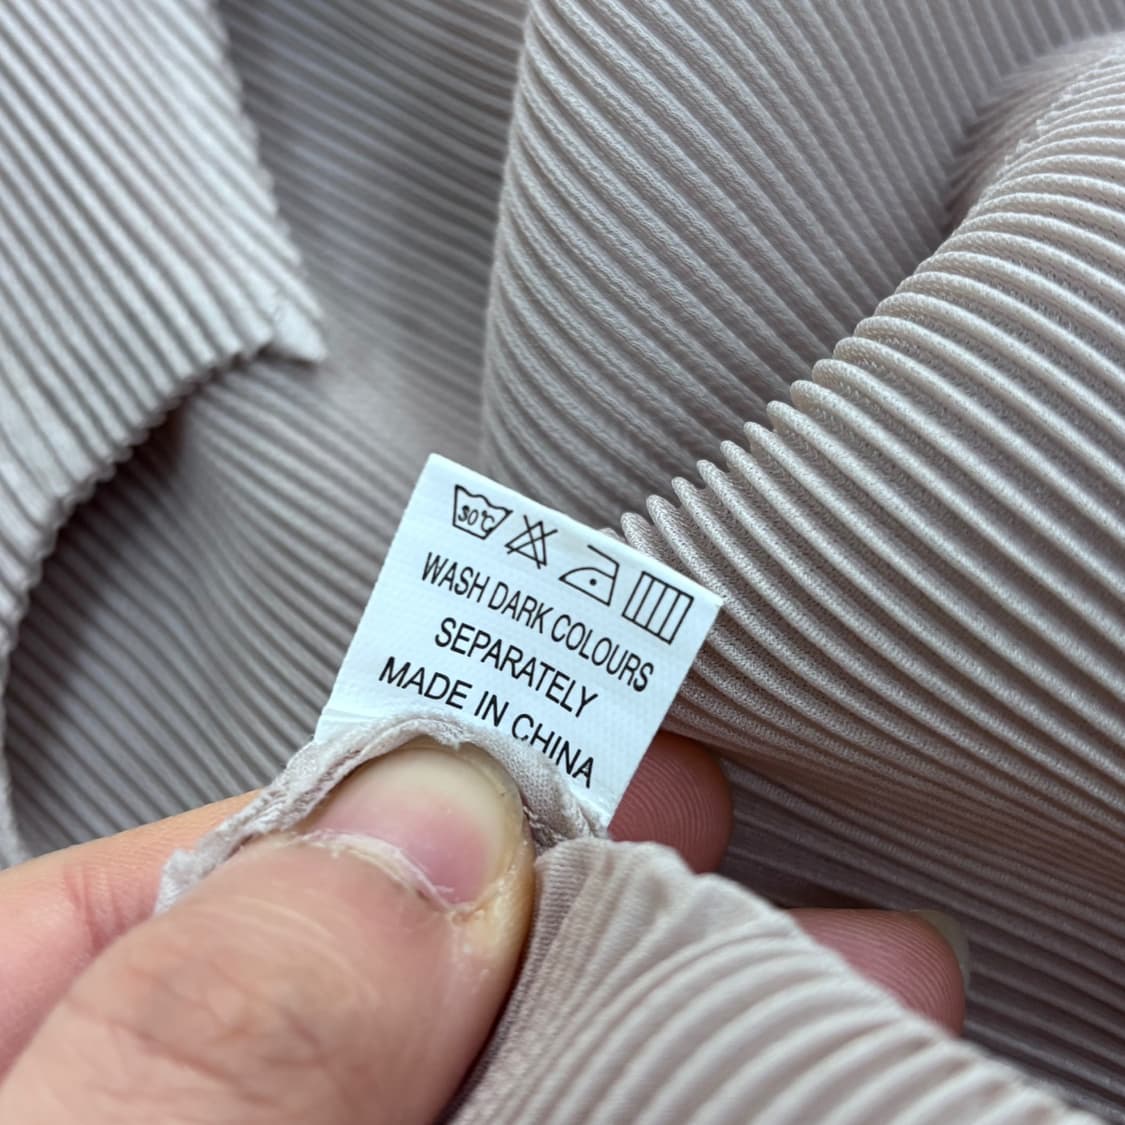 30℃
WASH DARK COLOURS
SEPARATELY
MADE IN CHINA